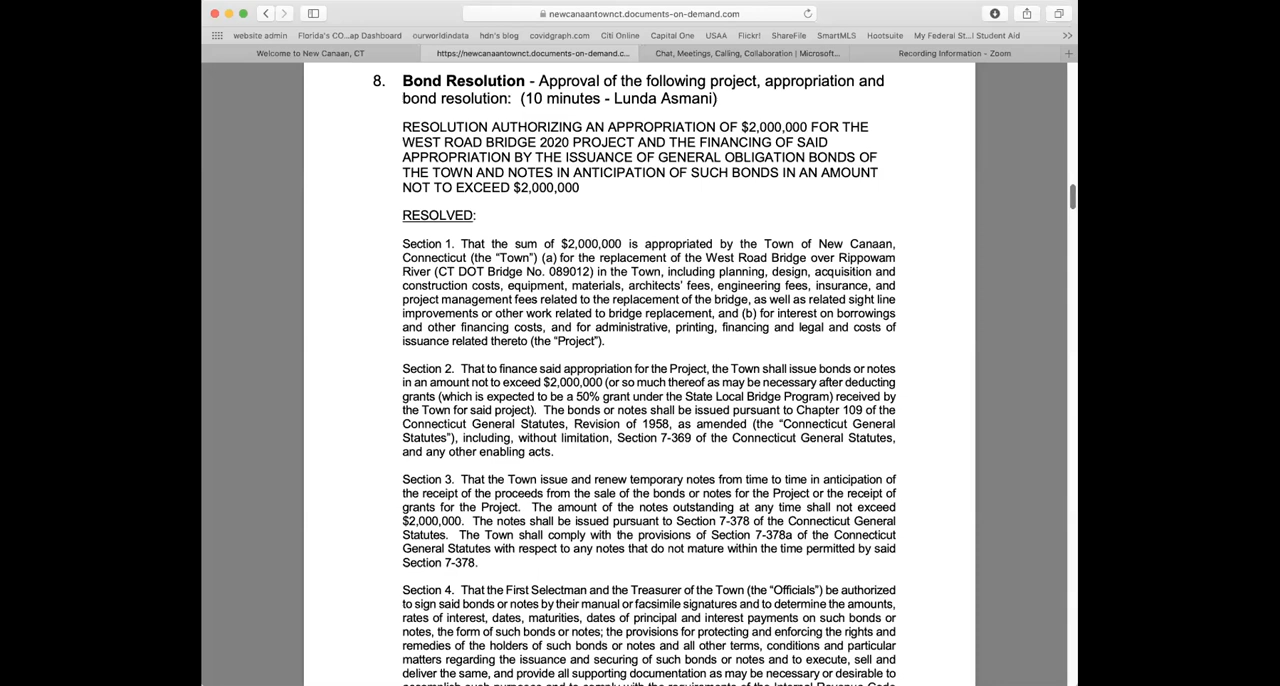 newcanaantownct.documents-on-demand.com
website admin Florida's CO...ap Dashboard ourworldindata hdn's blog covidgraph.com Citi Online Capital One USAA Flickr! ShareFile SmartMLS Hootsuite My Federal St...l Student Aid
Welcome to New Canaan, CT https://newcanaantownct.documents-on-demand.c... Chat, Meetings, Calling, Collaboration | Microsoft... Recording Information - Zoom
8. Bond Resolution - Approval of the following project, appropriation and
bond resolution: (10 minutes - Lunda Asmani)
RESOLUTION AUTHORIZING AN APPROPRIATION OF $2,000,000 FOR THE
WEST ROAD BRIDGE 2020 PROJECT AND THE FINANCING OF SAID
APPROPRIATION BY THE ISSUANCE OF GENERAL OBLIGATION BONDS OF
THE TOWN AND NOTES IN ANTICIPATION OF SUCH BONDS IN AN AMOUNT
NOT TO EXCEED $2,000,000
RESOLVED:
Section 1. That the sum of $2,000,000 is appropriated by the Town of New Canaan,
Connecticut (the “Town”) (a) for the replacement of the West Road Bridge over Rippowam
River (CT DOT Bridge No. 089012) in the Town, including planning, design, acquisition and
construction costs, equipment, materials, architects’ fees, engineering fees, insurance, and
project management fees related to the replacement of the bridge, as well as related sight line
improvements or other work related to bridge replacement, and (b) for interest on borrowings
and other financing costs, and for administrative, printing, financing and legal and costs of
issuance related thereto (the “Project”).
Section 2. That to finance said appropriation for the Project, the Town shall issue bonds or notes
in an amount not to exceed $2,000,000 (or so much thereof as may be necessary after deducting
grants (which is expected to be a 50% grant under the State Local Bridge Program) received by
the Town for said project). The bonds or notes shall be issued pursuant to Chapter 109 of the
Connecticut General Statutes, Revision of 1958, as amended (the “Connecticut General
Statutes”), including, without limitation, Section 7-369 of the Connecticut General Statutes,
and any other enabling acts.
Section 3. That the Town issue and renew temporary notes from time to time in anticipation of
the receipt of the proceeds from the sale of the bonds or notes for the Project or the receipt of
grants for the Project. The amount of the notes outstanding at any time shall not exceed
$2,000,000. The notes shall be issued pursuant to Section 7-378 of the Connecticut General
Statutes. The Town shall comply with the provisions of Section 7-378a of the Connecticut
General Statutes with respect to any notes that do not mature within the time permitted by said
Section 7-378.
Section 4. That the First Selectman and the Treasurer of the Town (the “Officials”) be authorized
to sign said bonds or notes by their manual or facsimile signatures and to determine the amounts,
rates of interest, dates, maturities, dates of principal and interest payments on such bonds or
notes, the form of such bonds or notes; the provisions for protecting and enforcing the rights and
remedies of the holders of such bonds or notes and all other terms, conditions and particular
matters regarding the issuance and securing of such bonds or notes and to execute, sell and
deliver the same, and provide all supporting documentation as may be necessary or desirable to
accomplish such purposes and to comply with the requirements of the Internal Revenue Code